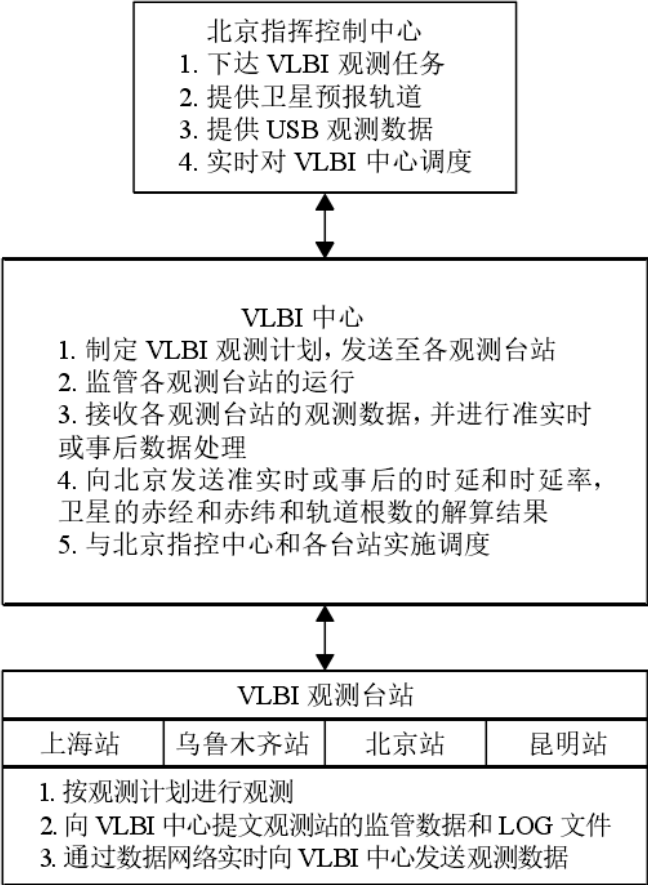 北京指挥控制中心
1. 下达 VLBI 观测任务
2. 提供卫星预报轨道
3. 提供 USB 观测数据
4. 实时对 VLBI 中心调度
VLBI 中心
1. 制定 VLBI 观测计划，发送至各观测台站
2. 监管各观测台站的运行
3. 接收各观测台站的观测数据，并进行准实时
或事后数据处理
4. 向北京发送准实时或事后的时延和时延率，
卫星的赤经和赤纬和轨道根数的解算结果
5. 与北京指控中心和各台站实施调度
VLBI 观测台站
上海站 乌鲁木齐站 北京站 昆明站
1. 按观测计划进行观测
2. 向 VLBI 中心提文观测站的监管数据和 LOG 文件
3. 通过数据网络实时向 VLBI 中心发送观测数据